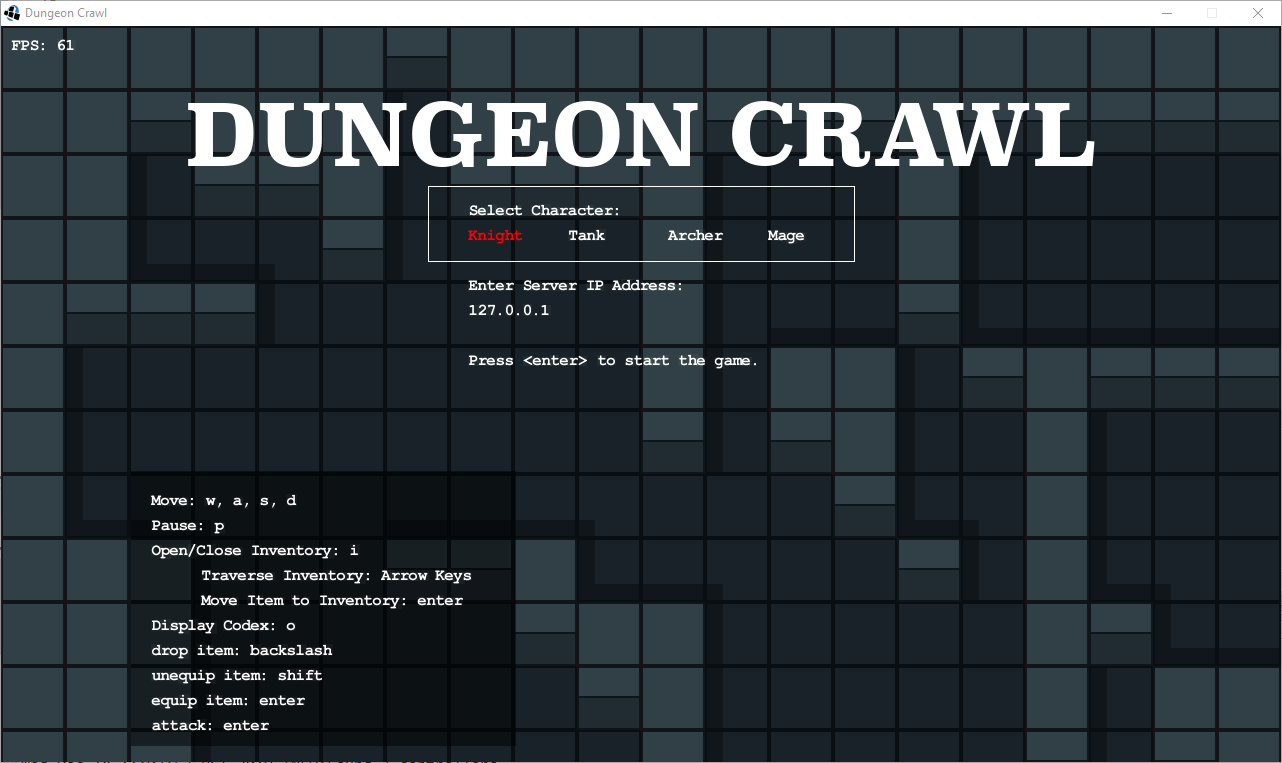 Dungeon Crawl
FPS: 61
DUNGEON CRAWL
Select Character:
Knight Tank Archer Mage
Enter Server IP Address:
127.0.0.1
Press <enter> to start the game.
Move: w, a, s, d
Pause: p
Open/Close Inventory: i
Traverse Inventory: Arrow Keys
Move Item to Inventory: enter
Display Codex: o
drop item: backslash
unequip item: shift
equip item: enter
attack: enter